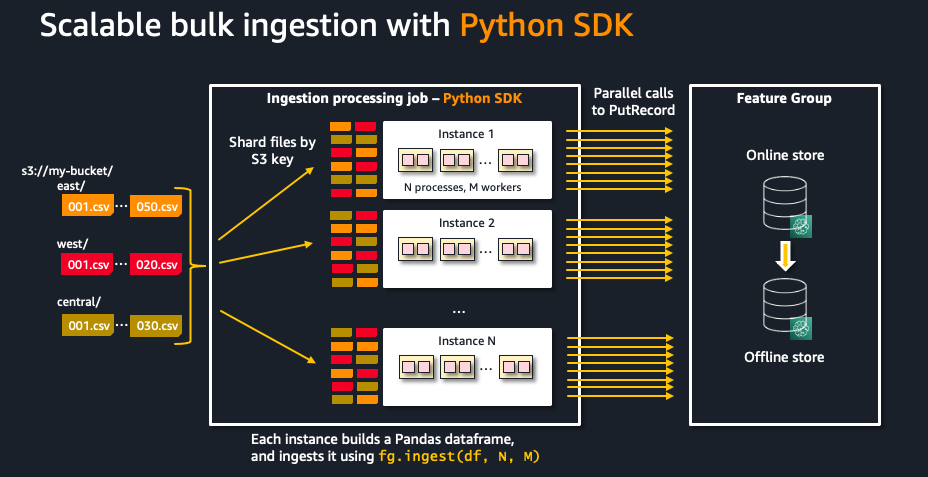 Scalable bulk ingestion with Python SDK
Ingestion processing job – Python SDK
Parallel calls
to PutRecord
Feature Group
Shard files by
S3 key
s3://my-bucket/
east/
001.csv ... 050.csv
west/
001.csv ... 020.csv
central/
001.csv ... 030.csv
Instance 1
...
N processes, M workers
Instance 2
...
...
Instance N
...
Online store
Offline store
Each instance builds a Pandas dataframe,
and ingests it using fg.ingest(df, N, M)